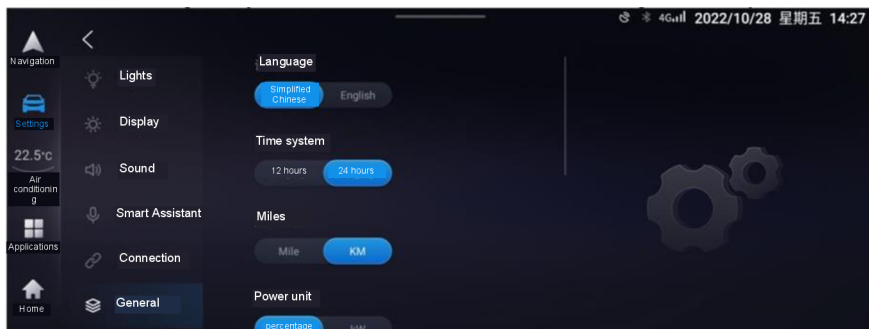 4G 2022/10/28 星期五 14:27
Navigation
Settings
22.5°c
Air
conditionin
g
Applications
Home
Lights
Display
Sound
Smart Assistant
Connection
General
Language
Simplified
Chinese
English
Time system
12 hours
24 hours
Miles
Mile
KM
Power unit
percentage
kW